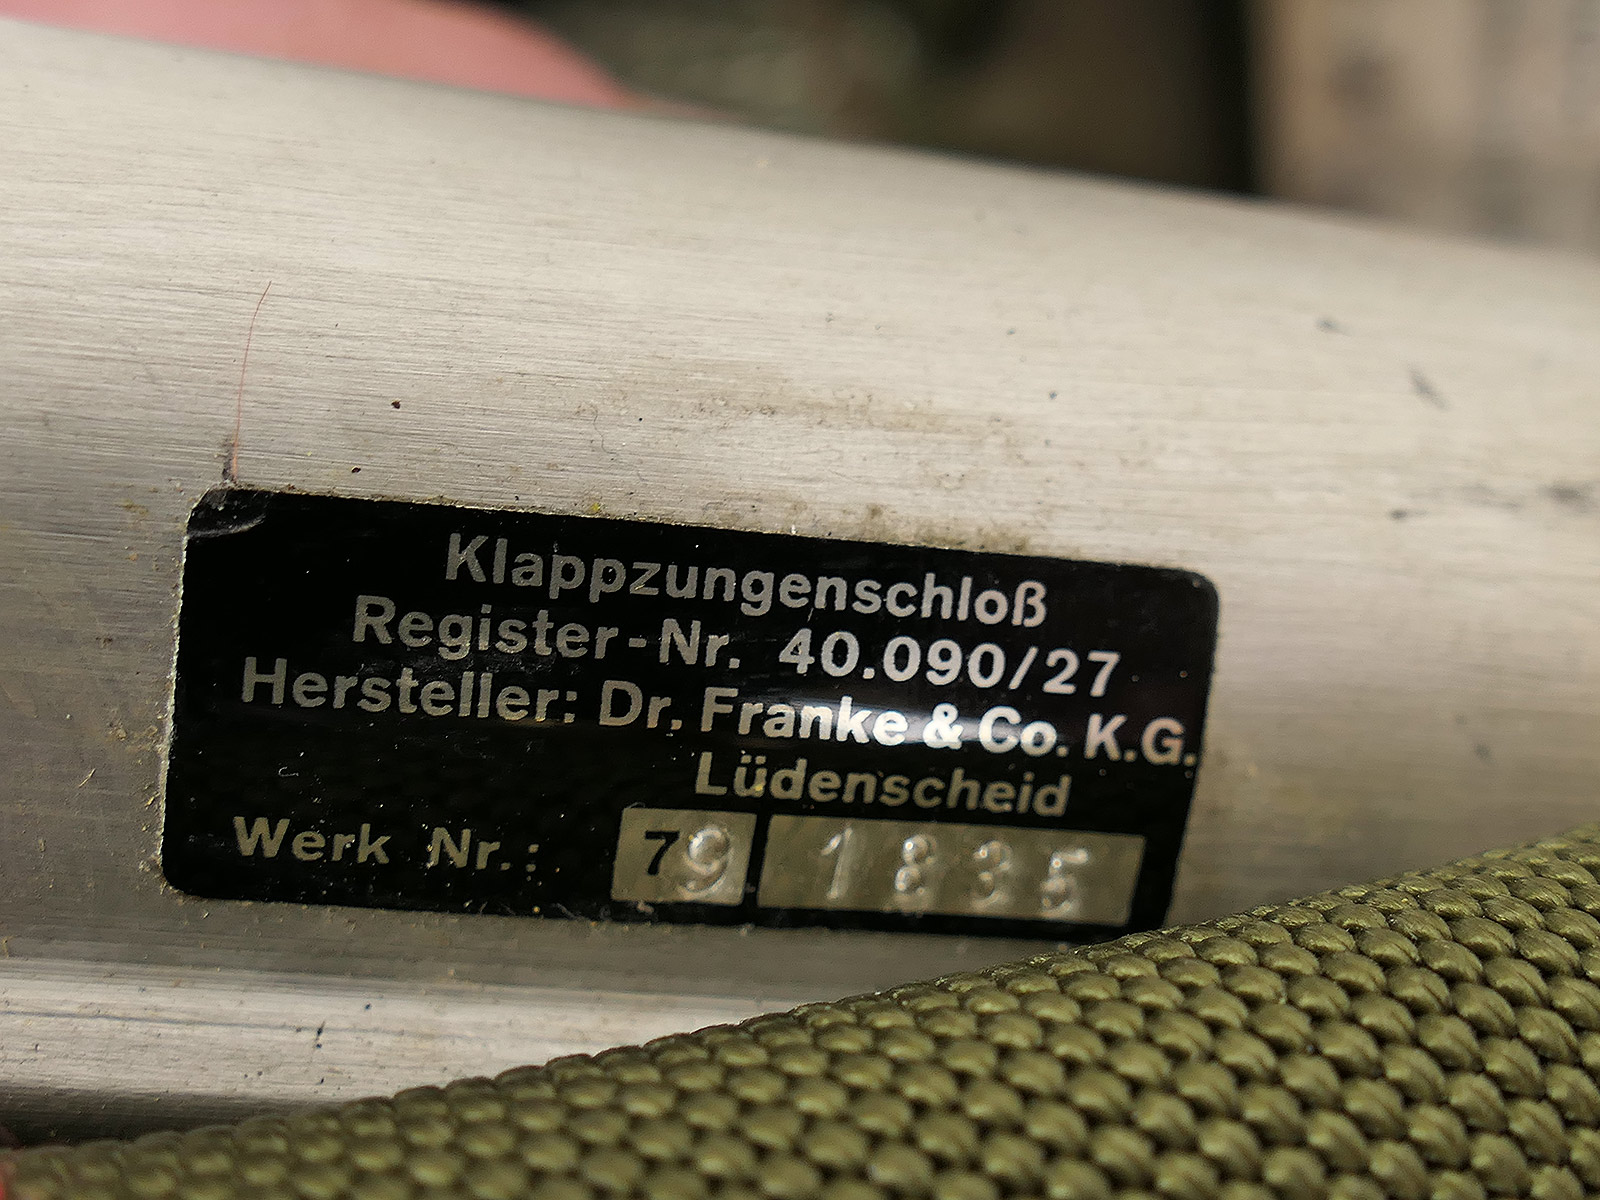 Klappzungenschloß
Register-Nr. 40.090/27
Hersteller: Dr. Franke & Co. K.G.
Lüdenscheid
Werk Nr.: 79 1835